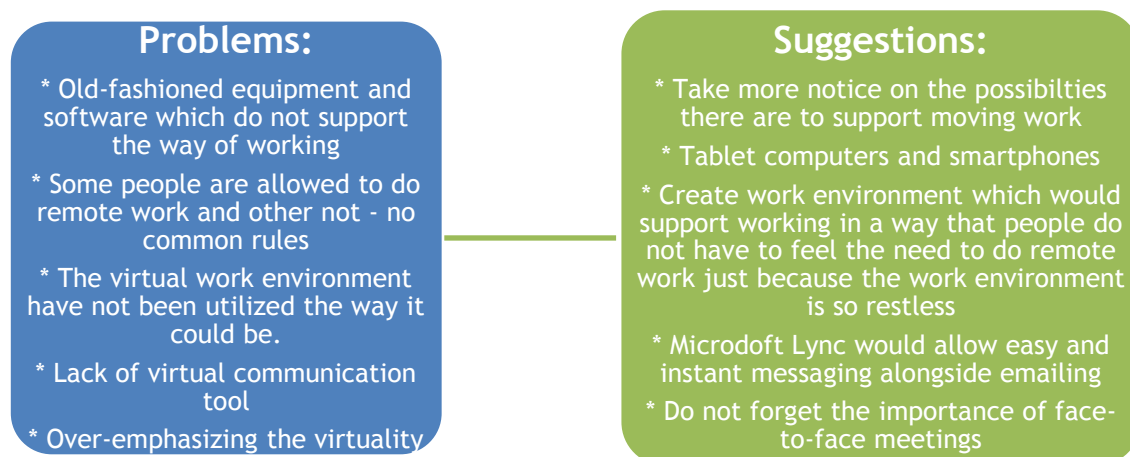 Problems:
* Old-fashioned equipment and
software which do not support
the way of working
* Some people are allowed to do
remote work and other not - no
common rules
* The virtual work environment
have not been utilized the way it
could be.
* Lack of virtual communication
tool
* Over-emphasizing the virtuality
Suggestions:
* Take more notice on the possibilties
there are to support moving work
* Tablet computers and smartphones
* Create work environment which would
support working in a way that people do
not have to feel the need to do remote
work just because the work environment
is so restless
* Microdoft Lync would allow easy and
instant messaging alongside emailing
* Do not forget the importance of face-
to-face meetings